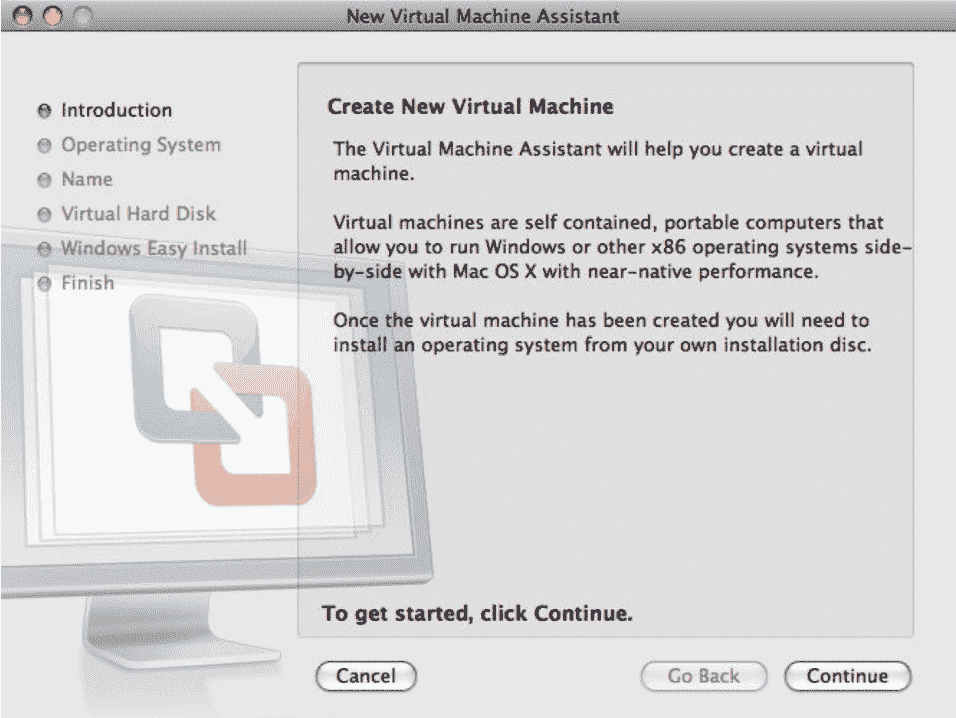 New Virtual Machine Assistant
Introduction
Operating System
Name
Virtual Hard Disk
Windows Easy Install
Finish
Create New Virtual Machine
The Virtual Machine Assistant will help you create a virtual
machine.
Virtual machines are self contained, portable computers that
allow you to run Windows or other x86 operating systems side-
by-side with Mac OS X with near-native performance.
Once the virtual machine has been created you will need to
install an operating system from your own installation disc.
To get started, click Continue.
Cancel
Go Back
Continue